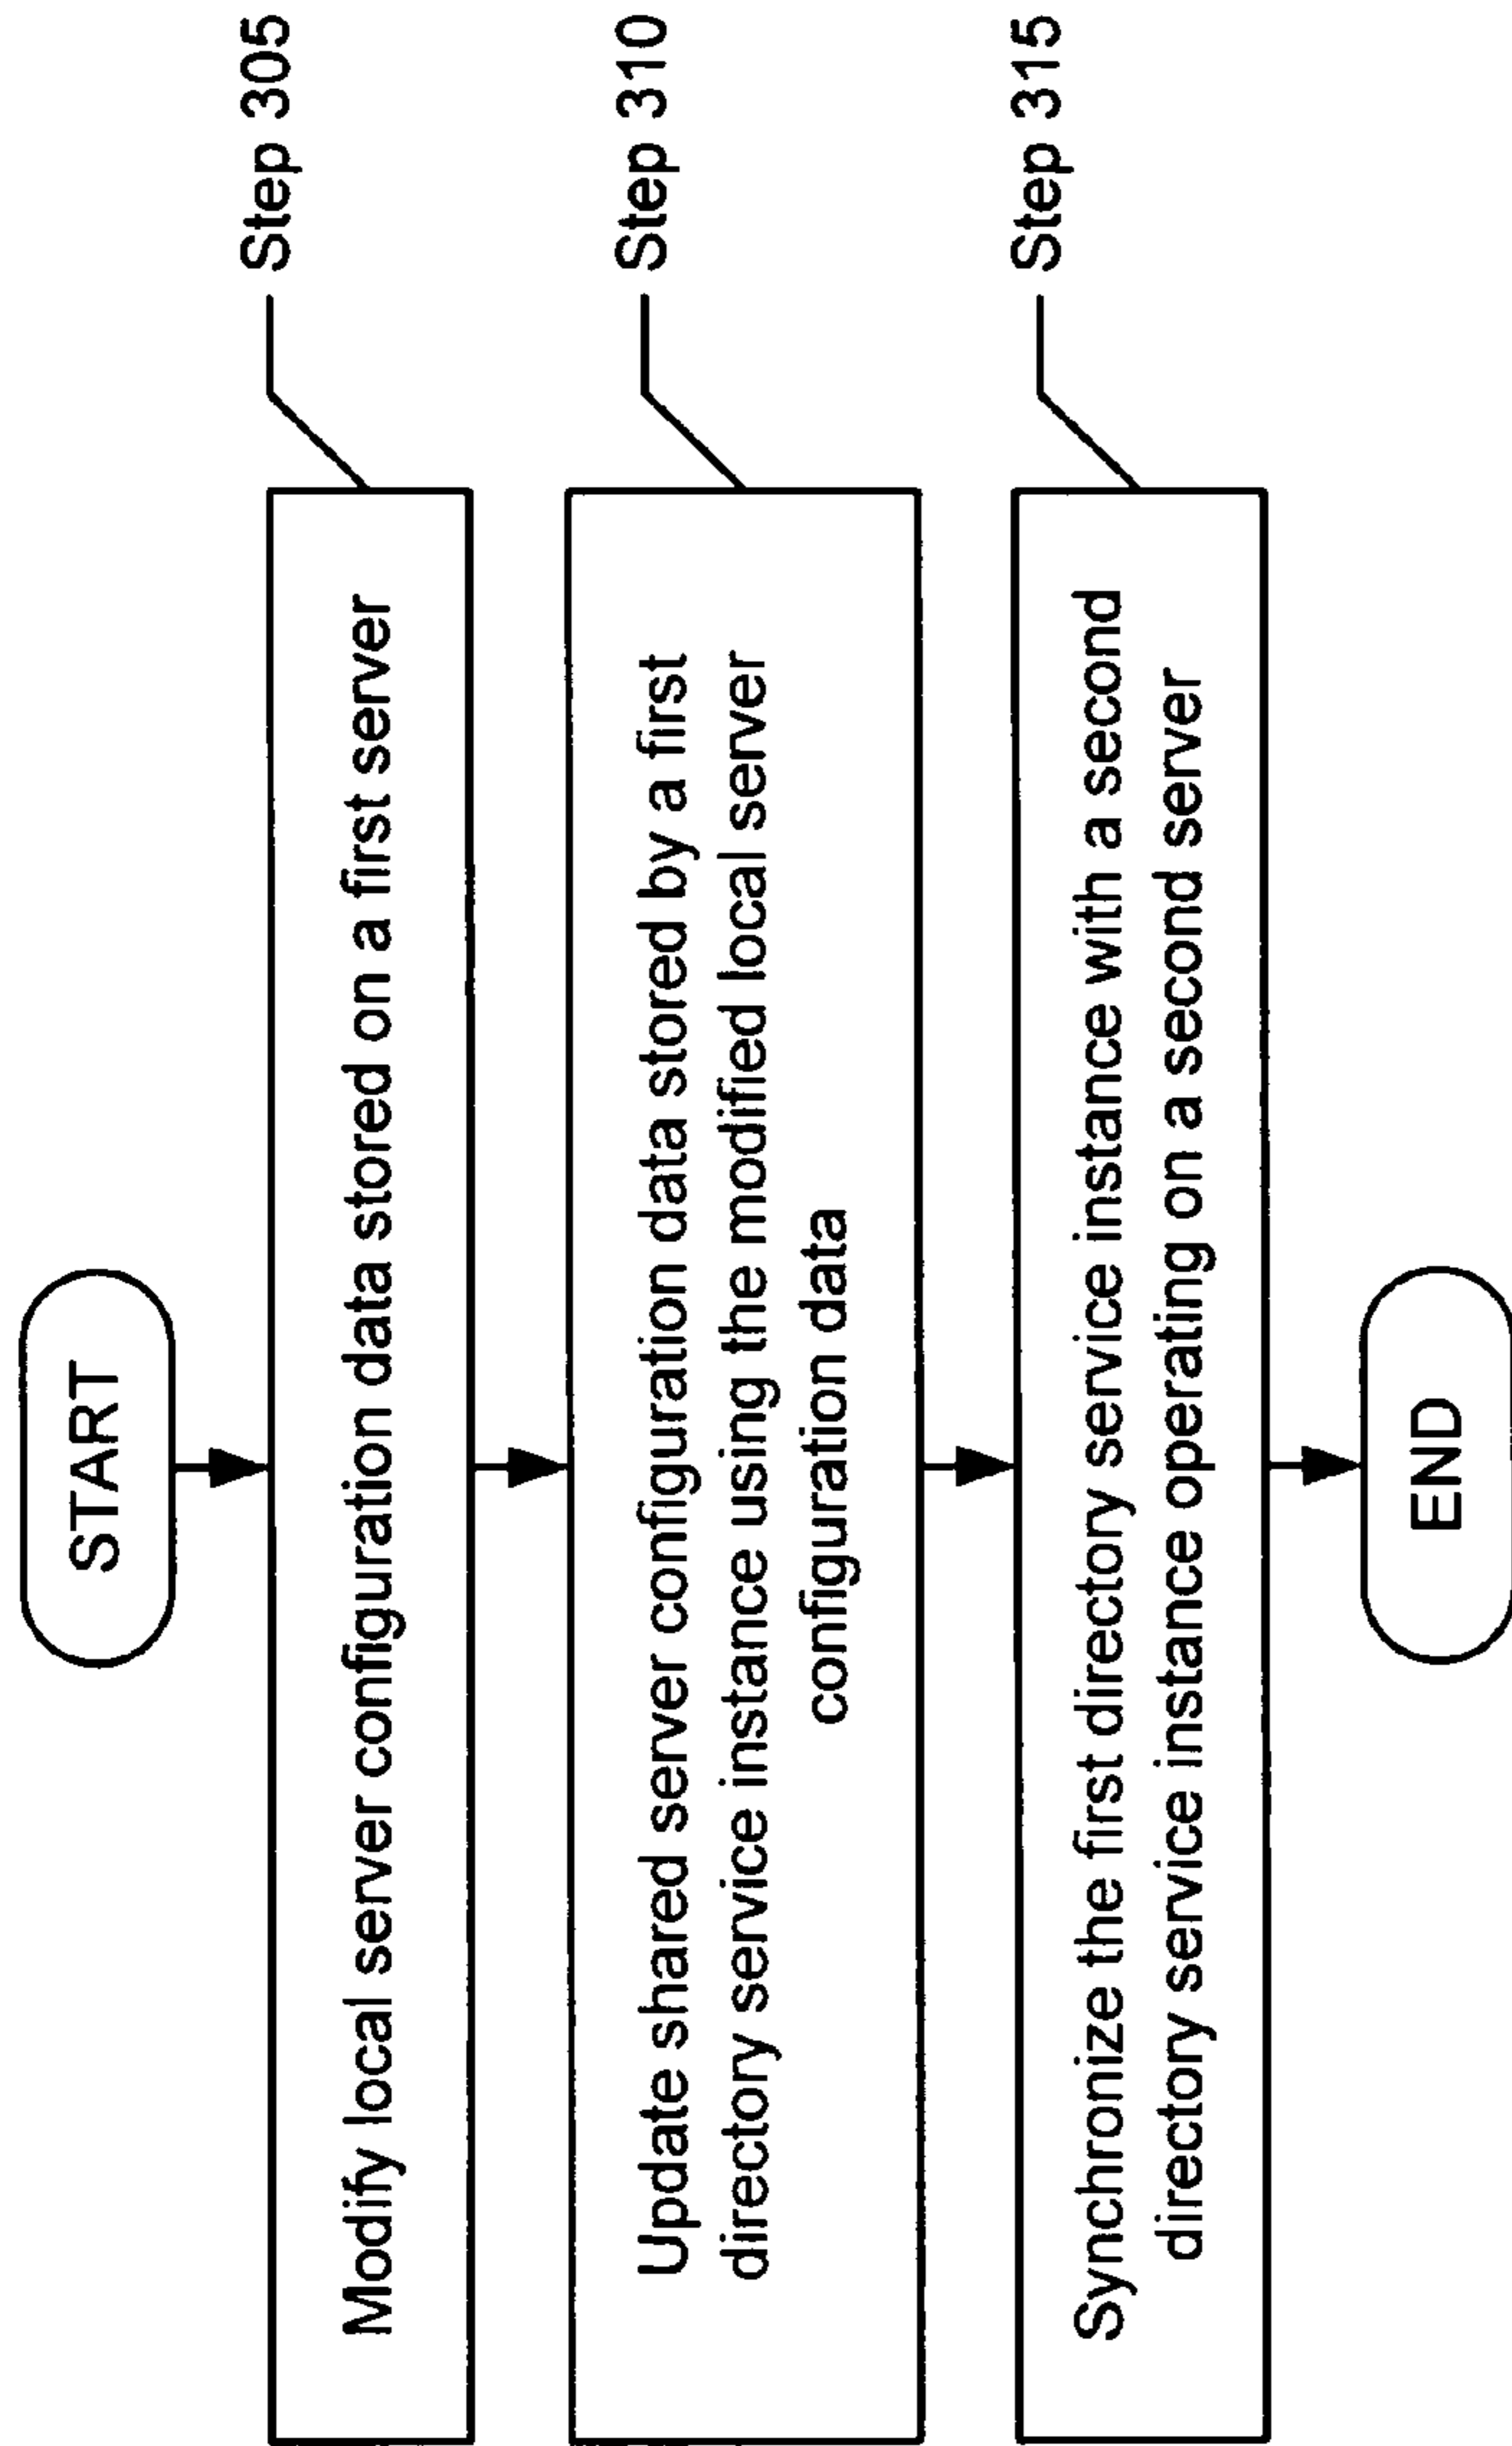 START
Modify local server configuration data stored on a first server
Step 305
Update shared server configuration data stored by a first
directory service instance using the modified local server
configuration data
Step 310
Synchronize the first directory service instance with a second
directory service instance operating on a second server
Step 315
END